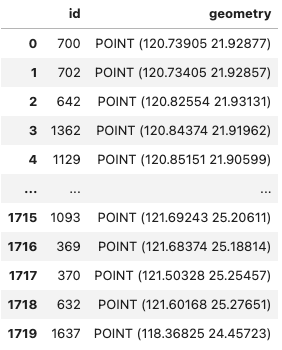 id geometry
0 700 POINT (120.73905 21.92877)
1 702 POINT (120.73405 21.92857)
2 642 POINT (120.82554 21.93131)
3 1362 POINT (120.84374 21.91962)
4 1129 POINT (120.85151 21.90599)
... ... ...
1715 1093 POINT (121.69243 25.20611)
1716 369 POINT (121.68374 25.18814)
1717 370 POINT (121.50328 25.25457)
1718 632 POINT (121.60168 25.27651)
1719 1637 POINT (118.36825 24.45723)